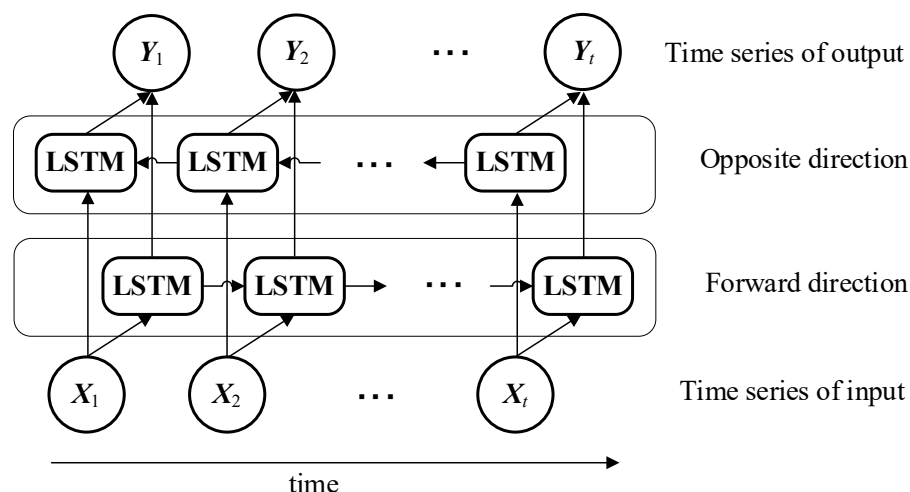 Y1 Y2 ... Yt Time series of output
LSTM LSTM ... LSTM Opposite direction
LSTM LSTM ... LSTM Forward direction
X1 X2 ... Xt Time series of input
time